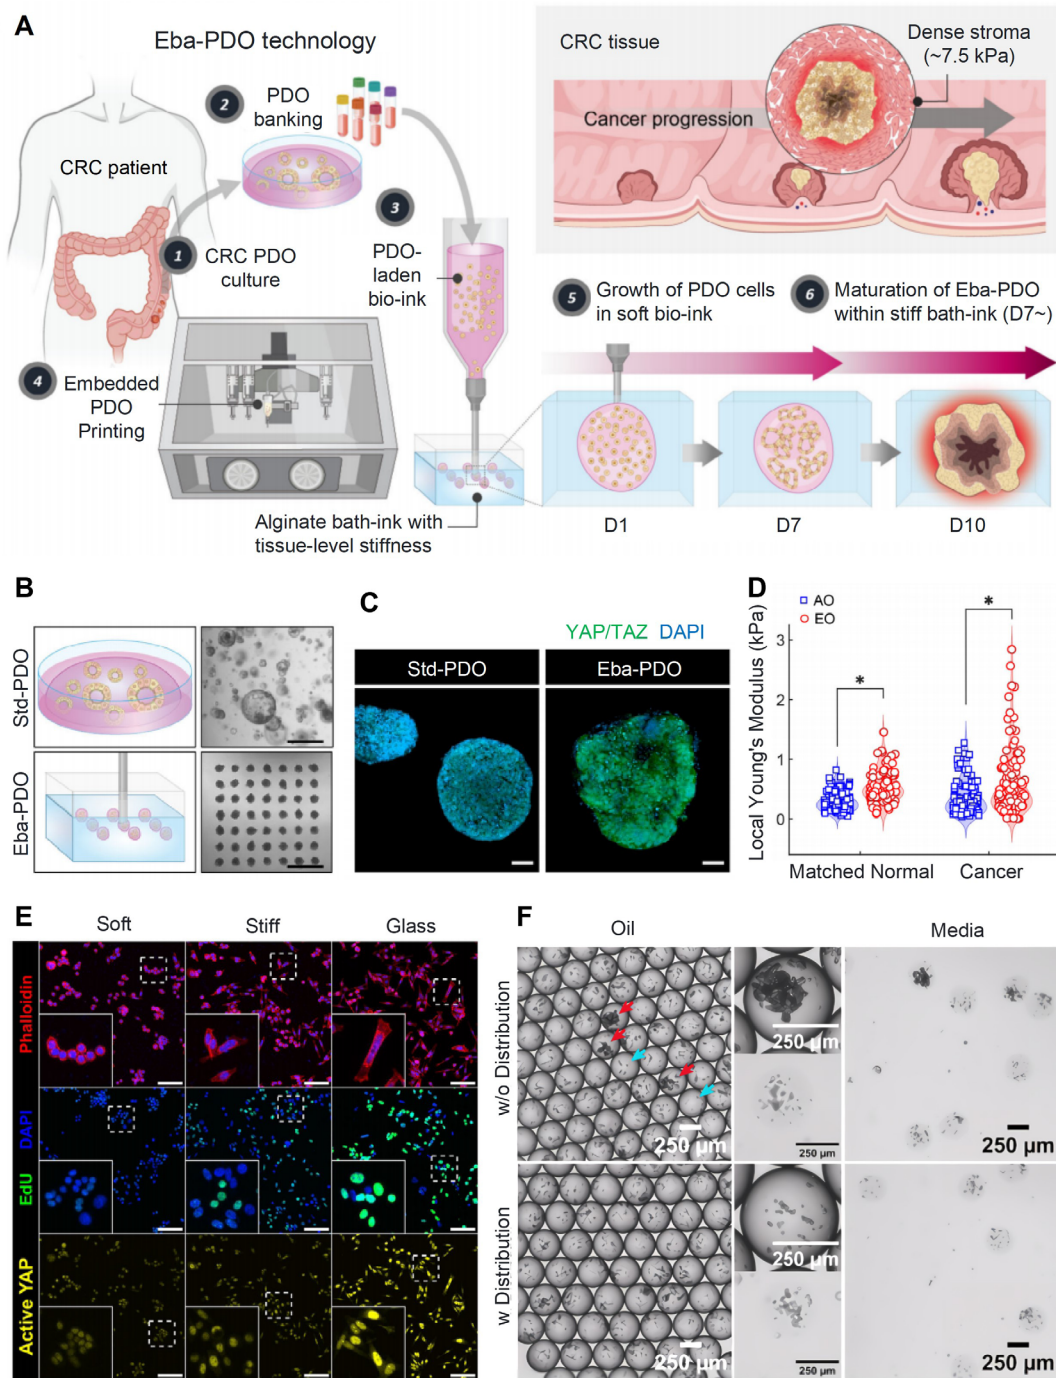 A
Eba-PDO technology
2
PDO
banking
CRC patient
1
CRC PDO
culture
3
PDO-
laden
bio-ink
4
Embedded
PDO
Printing
Alginate bath-ink with
tissue-level stiffness
CRC tissue
Dense stroma
(~7.5 kPa)
Cancer progression
5
Growth of PDO cells
in soft bio-ink
6
Maturation of Eba-PDO
within stiff bath-ink (D7~)
D1
D7
D10
B
Std-PDO
Eba-PDO
C
YAP/TAZ DAPI
Std-PDO
Eba-PDO
D
AO
EO
Local Young's Modulus (kPa)
3
2
1
0
Matched Normal
Cancer
*
*
E
Soft
Stiff
Glass
Phalloidin
EdU DAPI
Active YAP
F
Oil
Media
w/o Distribution
250 µm
250 µm
250 µm
250 µm
w Distribution
250 µm
250 µm
250 µm
250 µm